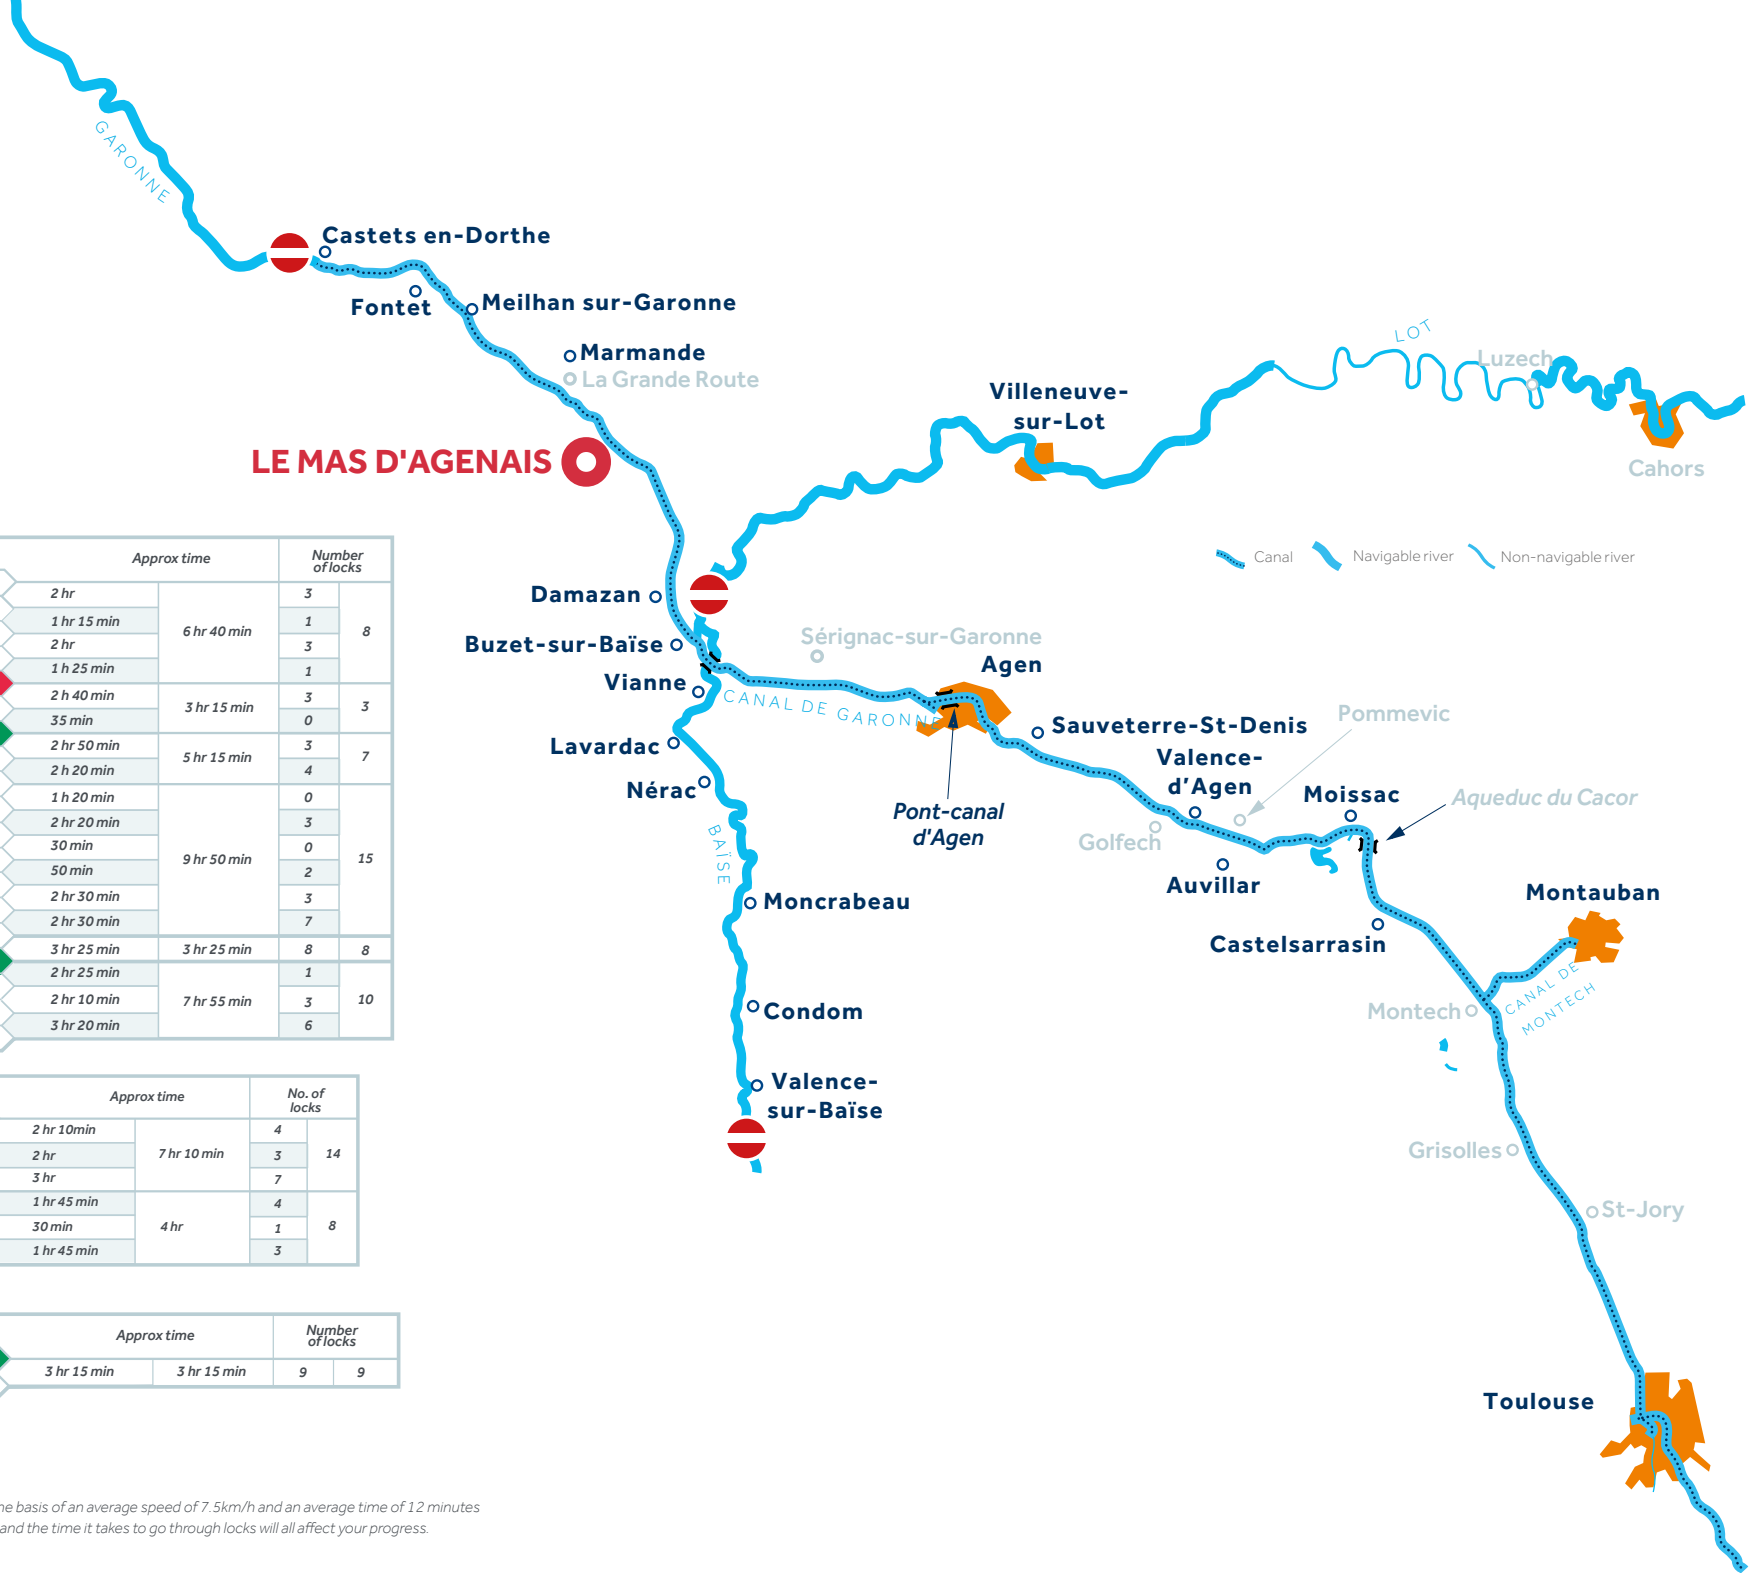 GARONNE
Castets en-Dorthe
Fontet
Meilhan sur-Garonne
Marmande
La Grande Route
LE MAS D'AGENAIS
LOT
Luzech
Villeneuve-
sur-Lot
Cahors
Canal
Navigable river
Non-navigable river
Damazan
Buzet-sur-Baïse
Vianne
Sérignac-sur-Garonne
Agen
CANAL DE GARONNE
Lavardac
Nérac
Sauveterre-St-Denis
Pommevic
Valence-
d'Agen
Moissac
Aqueduc du Cacor
Pont-canal
d'Agen
Golfech
BAÏSE
Auvillar
Montauban
Moncrabeau
Castelsarrasin
CANAL DE
MONTECH
Montech
Condom
Valence-
sur-Baïse
Grisolles
St-Jory
Toulouse
Approx time
Number
of locks
2 hr
3
1 hr 15 min
1
6 hr 40 min
8
2 hr
3
1 h 25 min
1
2 h 40 min
3
3 hr 15 min
3
35 min
0
2 hr 50 min
3
5 hr 15 min
7
2 h 20 min
4
1 h 20 min
0
2 hr 20 min
3
30 min
0
9 hr 50 min
15
50 min
2
2 hr 30 min
3
2 hr 30 min
7
3 hr 25 min
3 hr 25 min
8
8
2 hr 25 min
1
2 hr 10 min
7 hr 55 min
3
10
3 hr 20 min
6
Approx time
No. of
locks
2 hr 10min
4
2 hr
7 hr 10 min
3
14
3 hr
7
1 hr 45 min
4
30 min
4 hr
1
8
1 hr 45 min
3
Approx time
Number
of locks
3 hr 15 min
3 hr 15 min
9
9
he basis of an average speed of 7.5km/h and an average time of 12 minutes
and the time it takes to go through locks will all affect your progress.